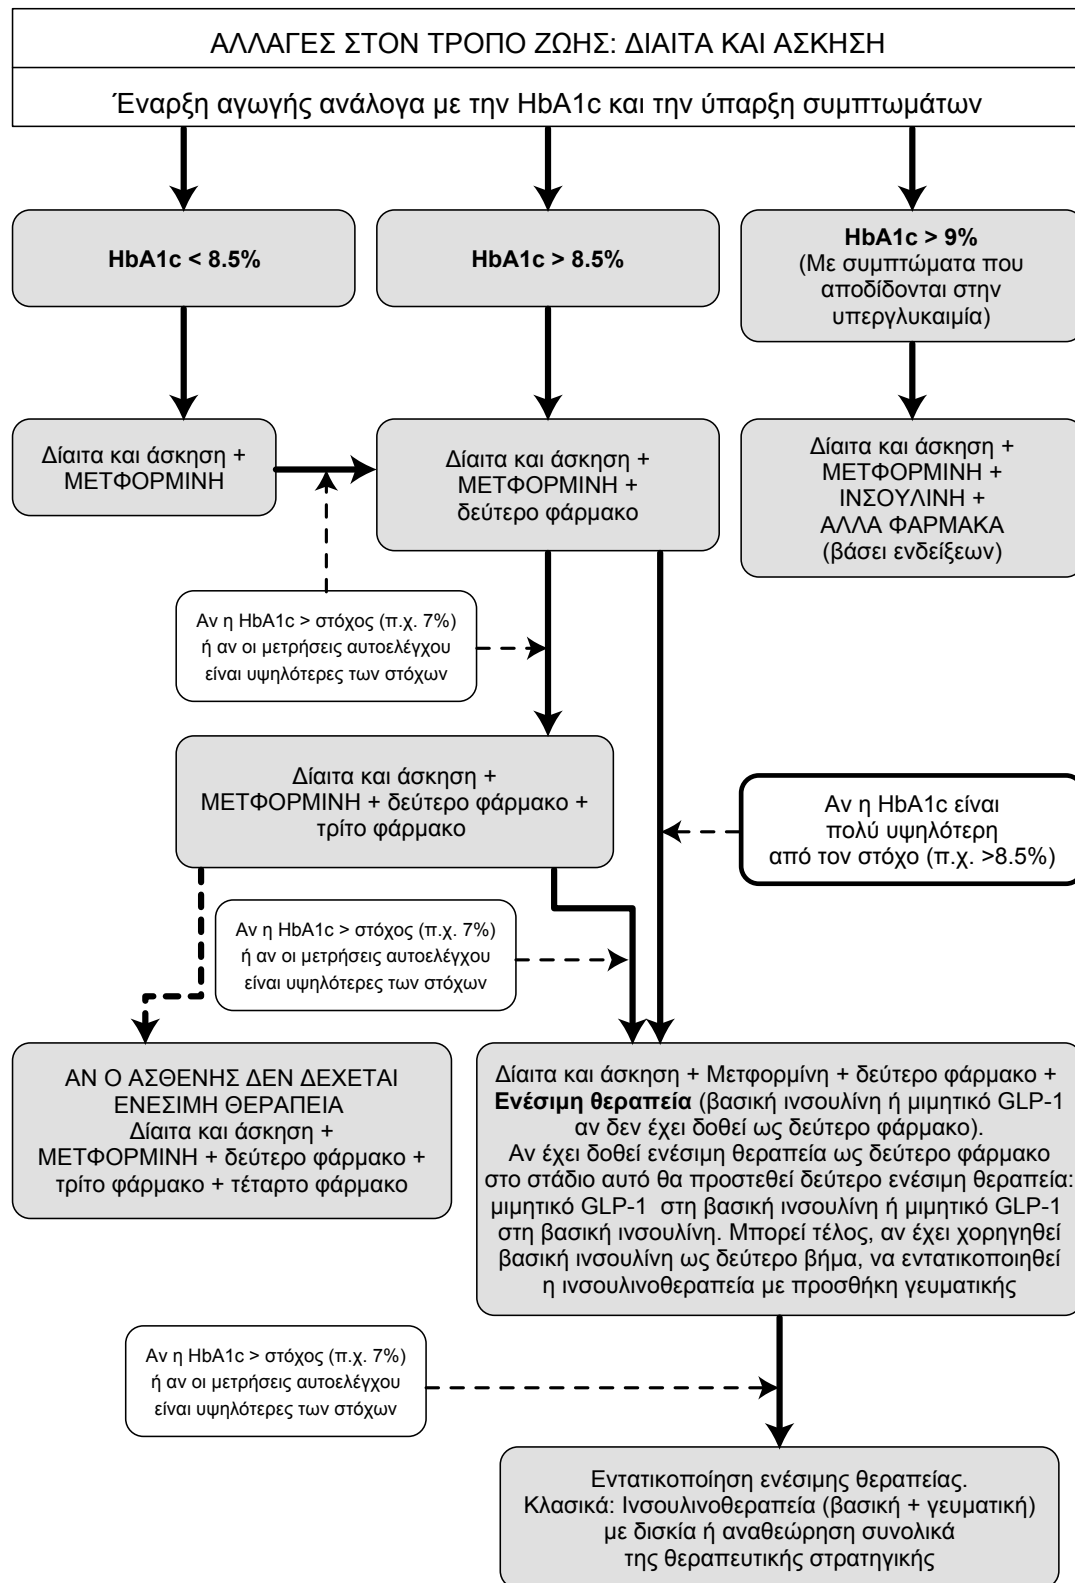 ΑΛΛΑΓΕΣ ΣΤΟΝ ΤΡΟΠΟ ΖΩΗΣ: ΔΙΑΙΤΑ ΚΑΙ ΑΣΚΗΣΗ
Έναρξη αγωγής ανάλογα με την HbA1c και την ύπαρξη συμπτωμάτων
HbA1c < 8.5%
HbA1c > 8.5%
HbA1c > 9%
(Με συμπτώματα που
αποδίδονται στην
υπεργλυκαιμία)
Δίαιτα και άσκηση +
ΜΕΤΦΟΡΜΙΝΗ
Δίαιτα και άσκηση +
ΜΕΤΦΟΡΜΙΝΗ +
δεύτερο φάρμακο
Δίαιτα και άσκηση +
ΜΕΤΦΟΡΜΙΝΗ +
ΙΝΣΟΥΛΙΝΗ +
ΑΛΛΑ ΦΑΡΜΑΚΑ
(βάσει ενδείξεων)
Αν η HbA1c > στόχος (π.χ. 7%)
ή αν οι μετρήσεις αυτοελέγχου
είναι υψηλότερες των στόχων
Δίαιτα και άσκηση +
ΜΕΤΦΟΡΜΙΝΗ + δεύτερο φάρμακο +
τρίτο φάρμακο
Αν η HbA1c είναι
πολύ υψηλότερη
από τον στόχο (π.χ. >8.5%)
Αν η HbA1c > στόχος (π.χ. 7%)
ή αν οι μετρήσεις αυτοελέγχου
είναι υψηλότερες των στόχων
ΑΝ Ο ΑΣΘΕΝΗΣ ΔΕΝ ΔΕΧΕΤΑΙ
ΕΝΕΣΙΜΗ ΘΕΡΑΠΕΙΑ
Δίαιτα και άσκηση +
ΜΕΤΦΟΡΜΙΝΗ + δεύτερο φάρμακο +
τρίτο φάρμακο + τέταρτο φάρμακο
Δίαιτα και άσκηση + Μετφορμίνη + δεύτερο φάρμακο +
Ενέσιμη θεραπεία (βασική ινσουλίνη ή μιμητικό GLP-1
αν δεν έχει δοθεί ως δεύτερο φάρμακο).
Αν έχει δοθεί ενέσιμη θεραπεία ως δεύτερο φάρμακο
στο στάδιο αυτό θα προστεθεί δεύτερο ενέσιμη θεραπεία:
μιμητικό GLP-1 στη βασική ινσουλίνη ή μιμητικό GLP-1
στη βασική ινσουλίνη. Μπορεί τέλος, αν έχει χορηγηθεί
βασική ινσουλίνη ως δεύτερο βήμα, να εντατικοποιηθεί
η ινσουλινοθεραπεία με προσθήκη γευματικής
Αν η HbA1c > στόχος (π.χ. 7%)
ή αν οι μετρήσεις αυτοελέγχου
είναι υψηλότερες των στόχων
Εντατικοποίηση ενέσιμης θεραπείας.
Κλασικά: Ινσουλινοθεραπεία (βασική + γευματική)
με δισκία ή αναθεώρηση συνολικά
της θεραπευτικής στρατηγικής